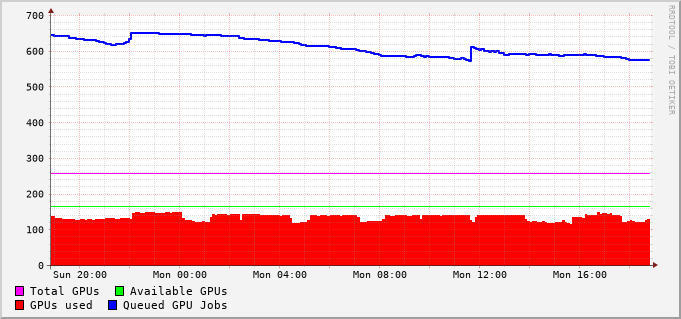 700
600
500
400
300
200
100
0
Sun 20:00 Mon 00:00 Mon 04:00 Mon 08:00 Mon 12:00 Mon 16:00
Total GPUs Available GPUs
GPUs used Queued GPU Jobs
RRDTOOL / TOBI OETIKER